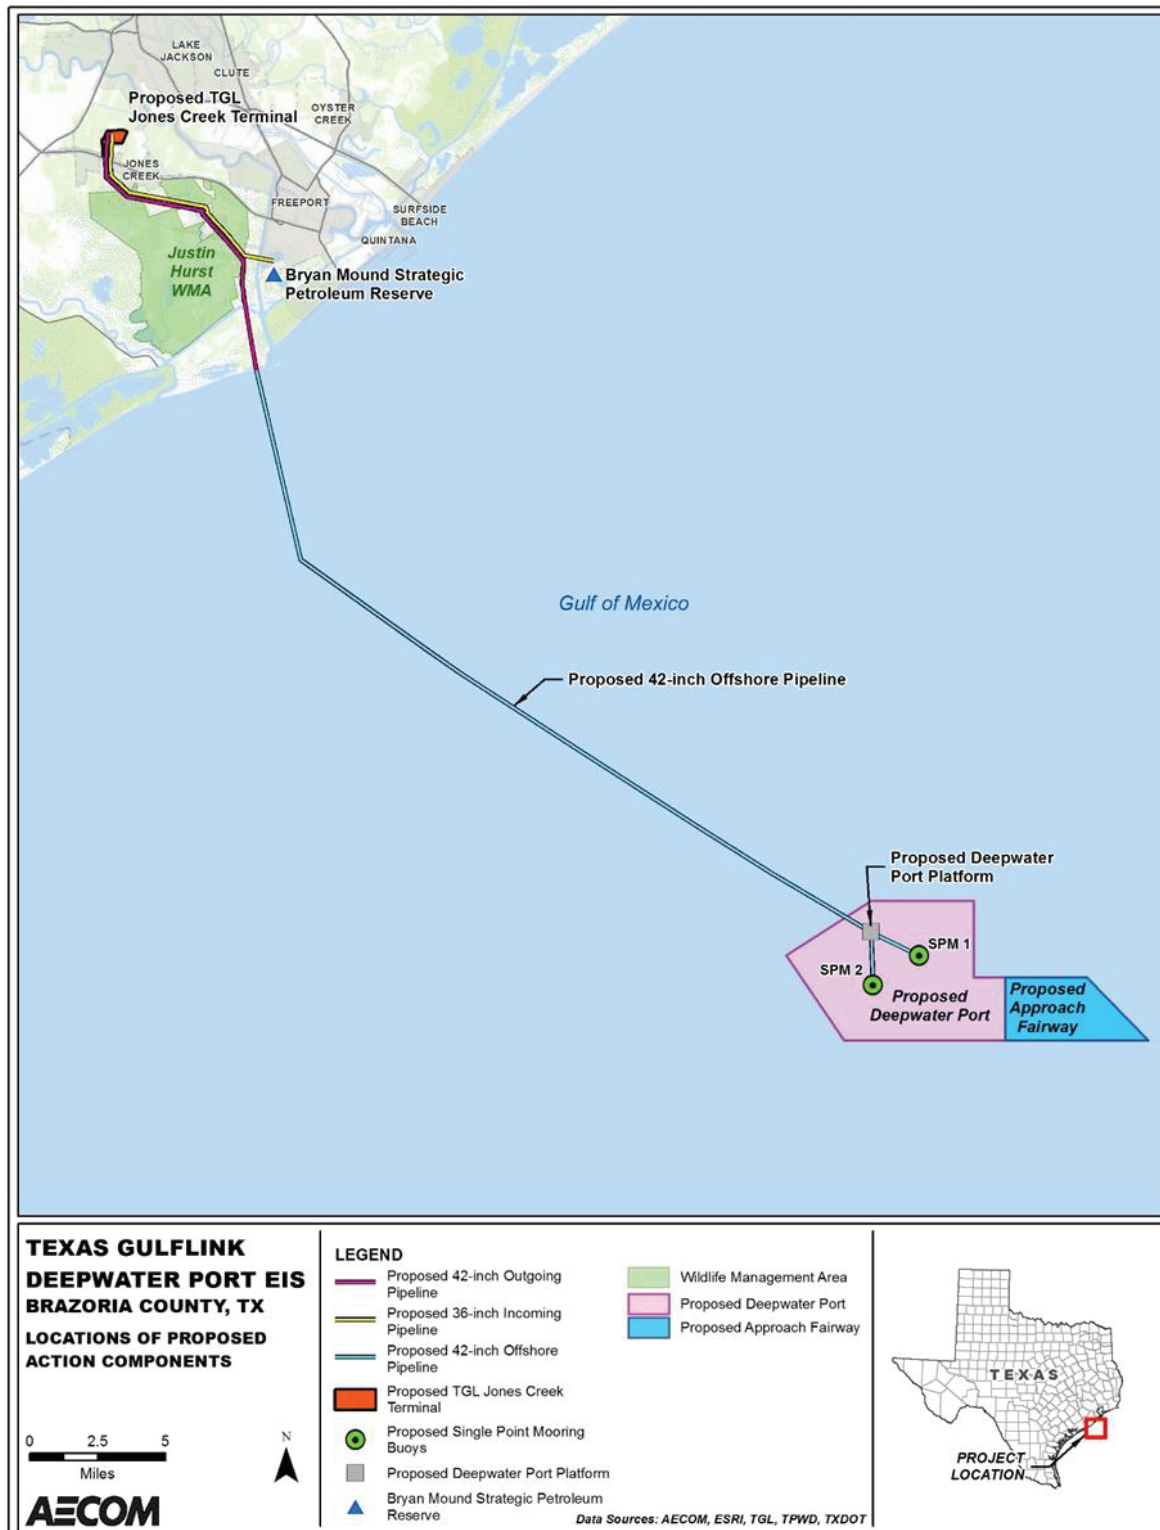 LAKE
JACKSON
CLUTE
Proposed TGL
Jones Creek Terminal
OYSTER
CREEK
JONES
CREEK
FREEPORT
SURFSIDE
BEACH
QUINTANA
Justin
Hurst
WMA
Bryan Mound Strategic
Petroleum Reserve
Gulf of Mexico
Proposed 42-inch Offshore Pipeline
Proposed Deepwater
Port Platform
SPM 1
SPM 2
Proposed
Deepwater Port
Proposed
Approach
Fairway
TEXAS GULFLINK
DEEPWATER PORT EIS
BRAZORIA COUNTY, TX
LOCATIONS OF PROPOSED
ACTION COMPONENTS
0 2.5 5
Miles
N
AECOM
LEGEND
Proposed 42-inch Outgoing
Pipeline
Proposed 36-inch Incoming
Pipeline
Proposed 42-inch Offshore
Pipeline
Proposed TGL Jones Creek
Terminal
Proposed Single Point Mooring
Buoys
Proposed Deepwater Port Platform
Bryan Mound Strategic Petroleum
Reserve
Wildlife Management Area
Proposed Deepwater Port
Proposed Approach Fairway
Data Sources: AECOM, ESRI, TGL, TPWD, TXDOT
TEXAS
PROJECT
LOCATION